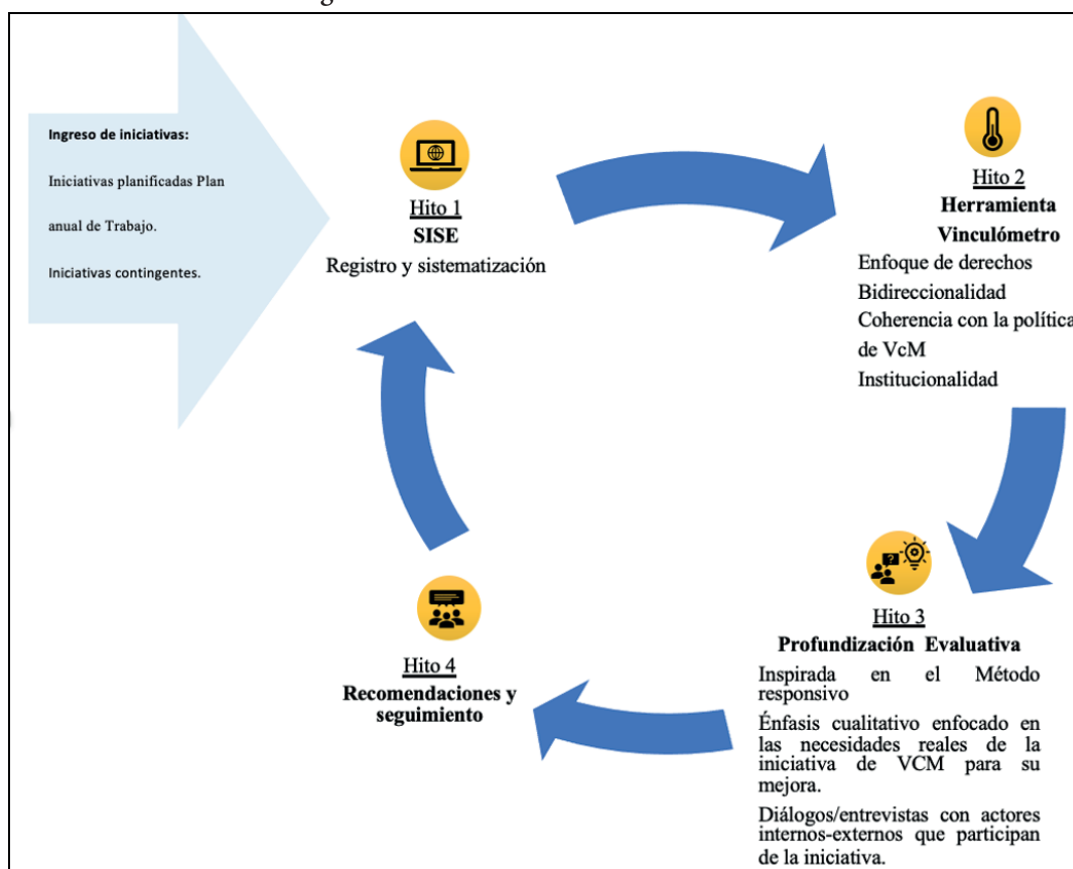 Ingreso de iniciativas:
Iniciativas planificadas Plan
anual de Trabajo.
Iniciativas contingentes.
Hito 1
SISE
Registro y sistematización
Hito 2
Herramienta
Vinculómetro
Enfoque de derechos
Bidireccionalidad
Coherencia con la política
de VcM
Institucionalidad
Hito 3
Profundización Evaluativa
Inspirada en el Método
responsivo
Énfasis cualitativo enfocado en
las necesidades reales de la
iniciativa de VCM para su
mejora.
Diálogos/entrevistas con actores
internos-externos que participan
de la iniciativa.
Hito 4
Recomendaciones y
seguimiento